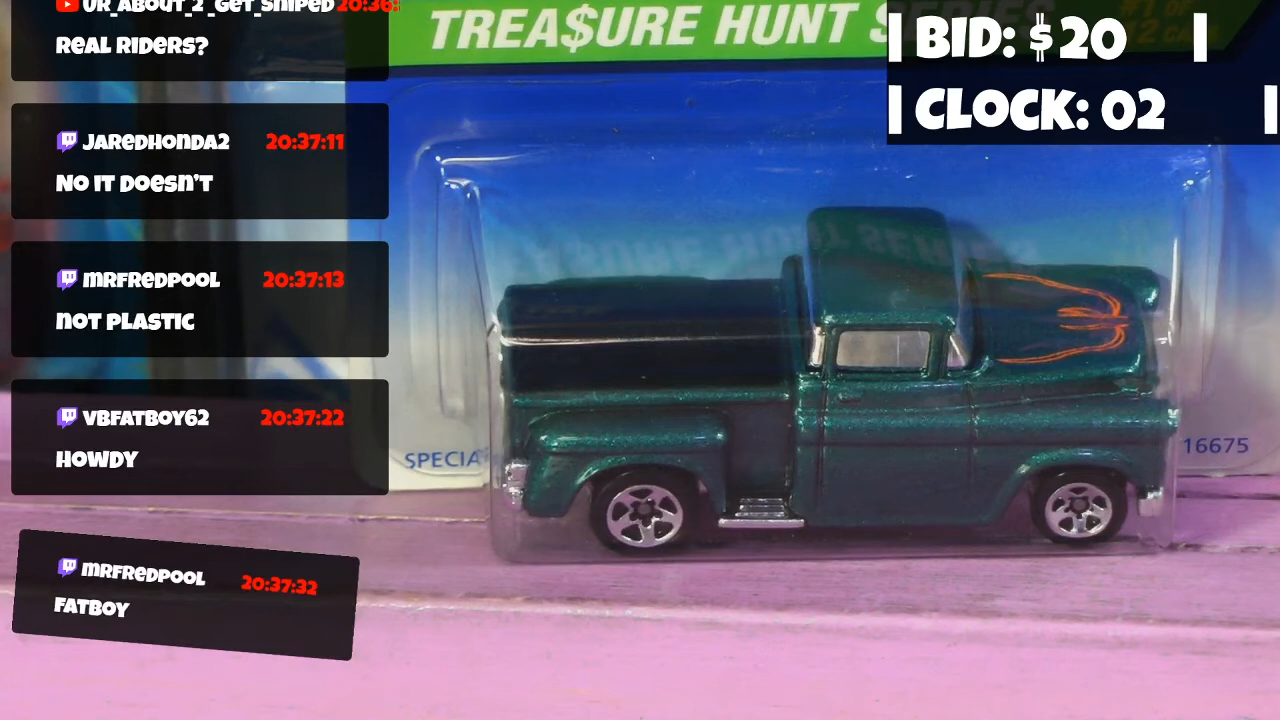 UR_ABOUT_2_GET_SNIPED 20:36:
REAL RIDERS?
JAREDHONDA2 20:37:11
NO IT DOESN'T
MRFREDPOOL 20:37:13
NOT PLASTIC
VBFATBOY62 20:37:22
HOWDY
MRFREDPOOL 20:37:32
FATBOY
TREA$URE HUNT S
| BID: $20 |
| CLOCK: 02 |
SPECIA
16675